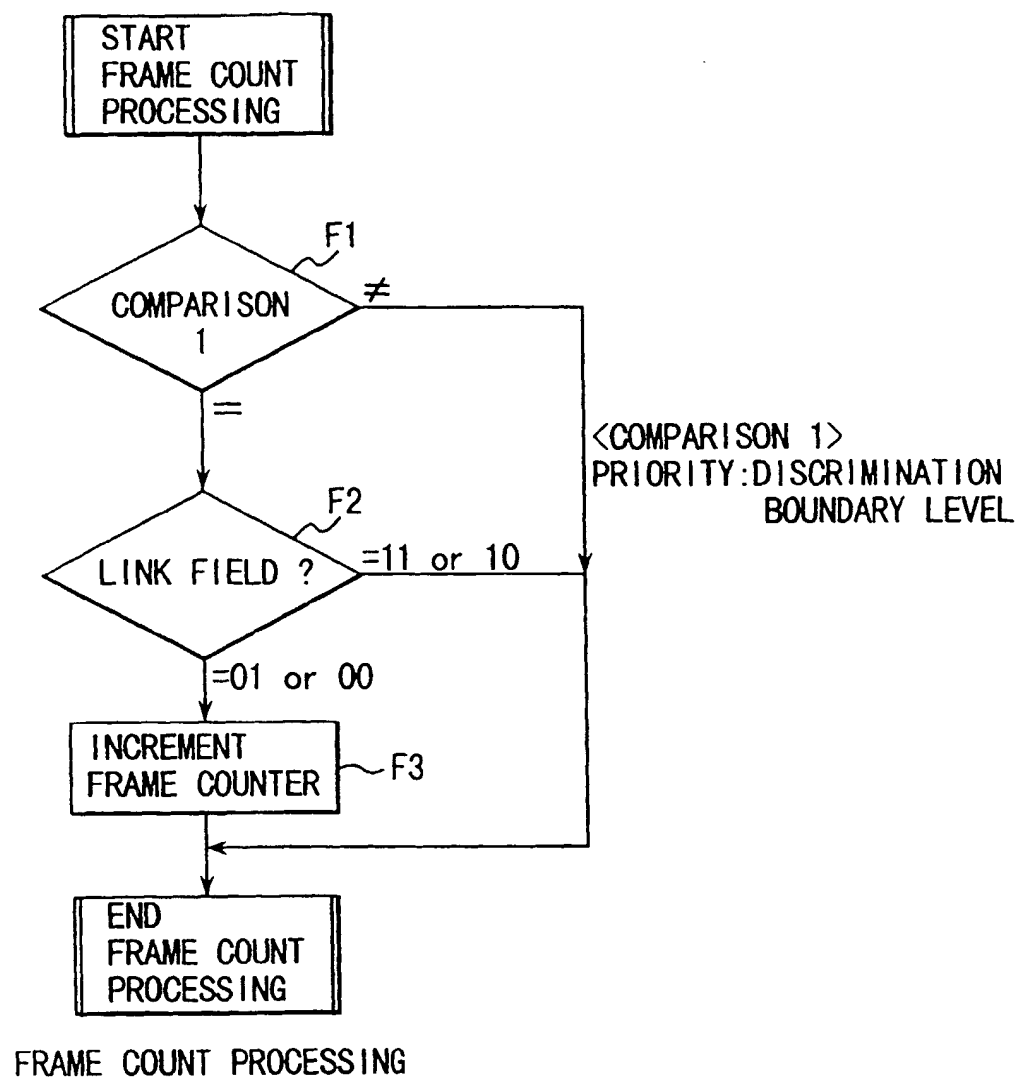 START
FRAME COUNT
PROCESSING
F1
COMPARISON
1
≠
=
<COMPARISON 1>
PRIORITY:DISCRIMINATION
BOUNDARY LEVEL
F2
LINK FIELD ?
=11 or 10
=01 or 00
INCREMENT
FRAME COUNTER
F3
END
FRAME COUNT
PROCESSING
FRAME COUNT PROCESSING